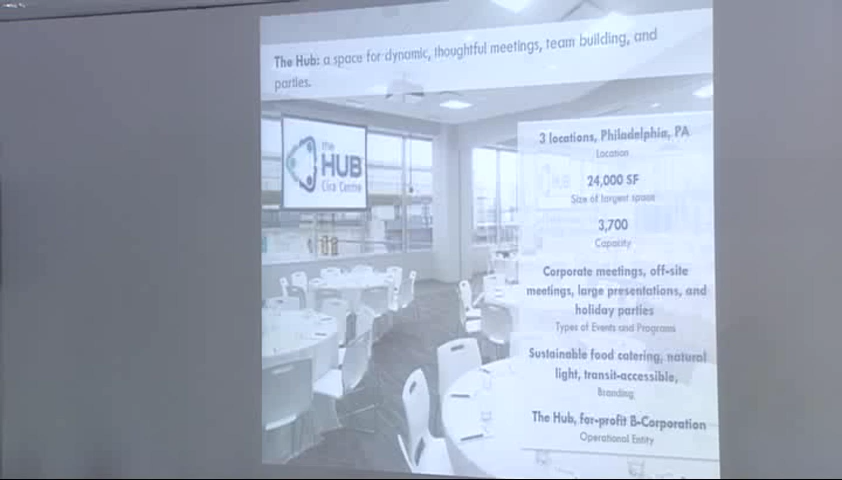 The Hub: a space for dynamic, thoughtful meetings, team building, and
parties.
the
HUB
Cira Centre
3 locations, Philadelphia, PA
Location
24,000 SF
Size of largest space
3,700
Capacity
Corporate meetings, off-site
meetings, large presentations, and
holiday parties
Types of Events and Programs
Sustainable food catering, natural
light, transit-accessible,
Branding
The Hub, for-profit B-Corporation
Operational Entity